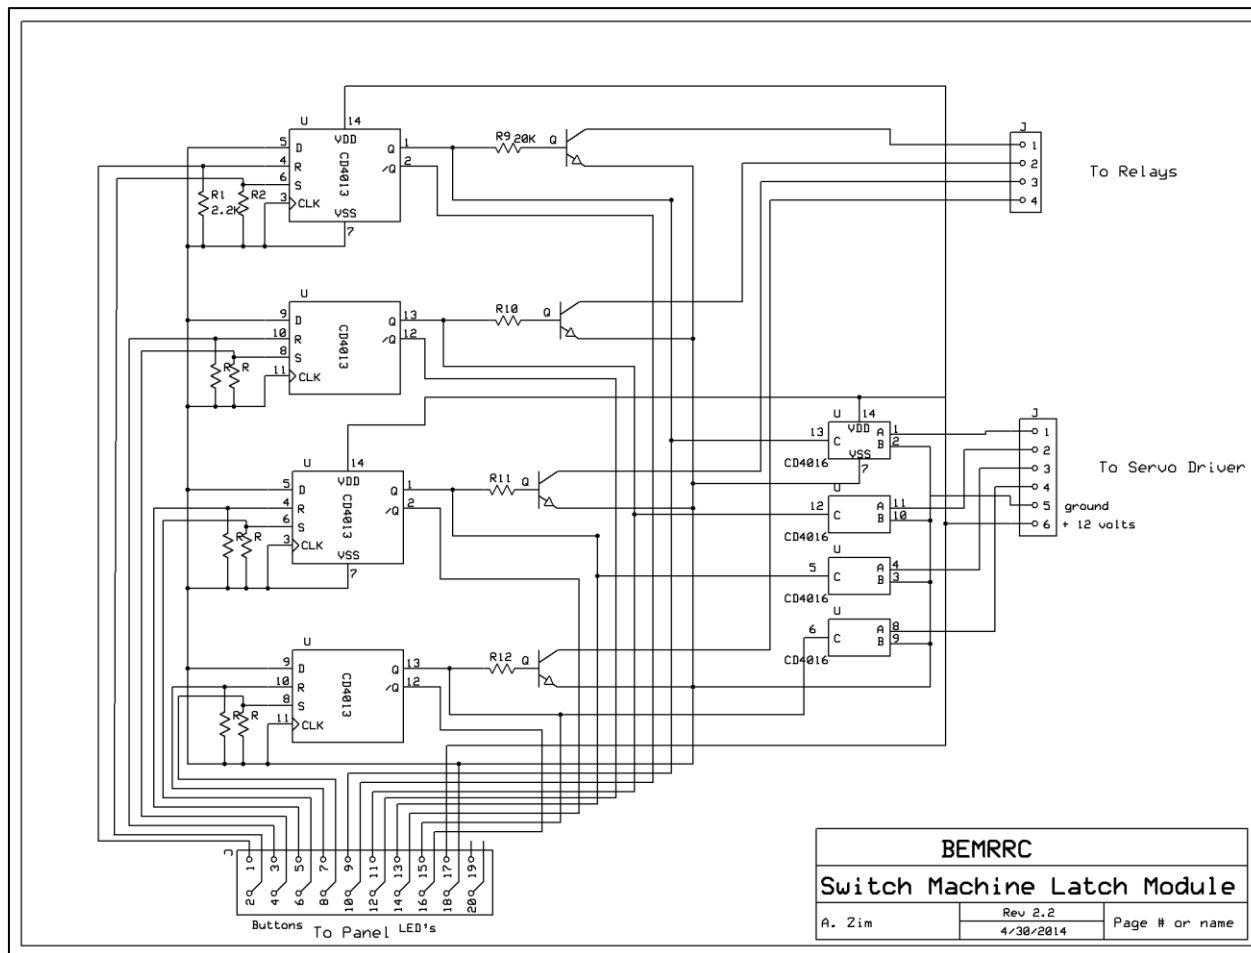 U
14
VDD
5 D
4 R
6 S
3 CLK
CD4013
Q 1
/Q 2
VSS
7
R1
2.2K
R2
R9 20K
Q
J
1
2
3
4
To Relays
U
9 D
10 R
8 S
11 CLK
CD4013
Q 13
/Q 12
R R
R10
Q
U
14
VDD
5 D
4 R
6 S
3 CLK
CD4013
Q 1
/Q 2
VSS
7
R R
R11
Q
U
14
VDD
13 C
A 1
B 2
VSS
7
CD4016
U
12 C
A 11
B 10
CD4016
U
5 C
A 4
B 3
CD4016
U
6 C
A 8
B 9
CD4016
J
1
2
3
4
5 ground
6 + 12 volts
To Servo Driver
U
9 D
10 R
8 S
11 CLK
CD4013
Q 13
/Q 12
R R
R12
Q
J
1 3 5 7 9 11 13 15 17 19
2 4 6 8 10 12 14 16 18 20
Buttons To Panel LED's
BEMRRC
Switch Machine Latch Module
A. Zim
Rev 2.2
4/30/2014
Page # or name